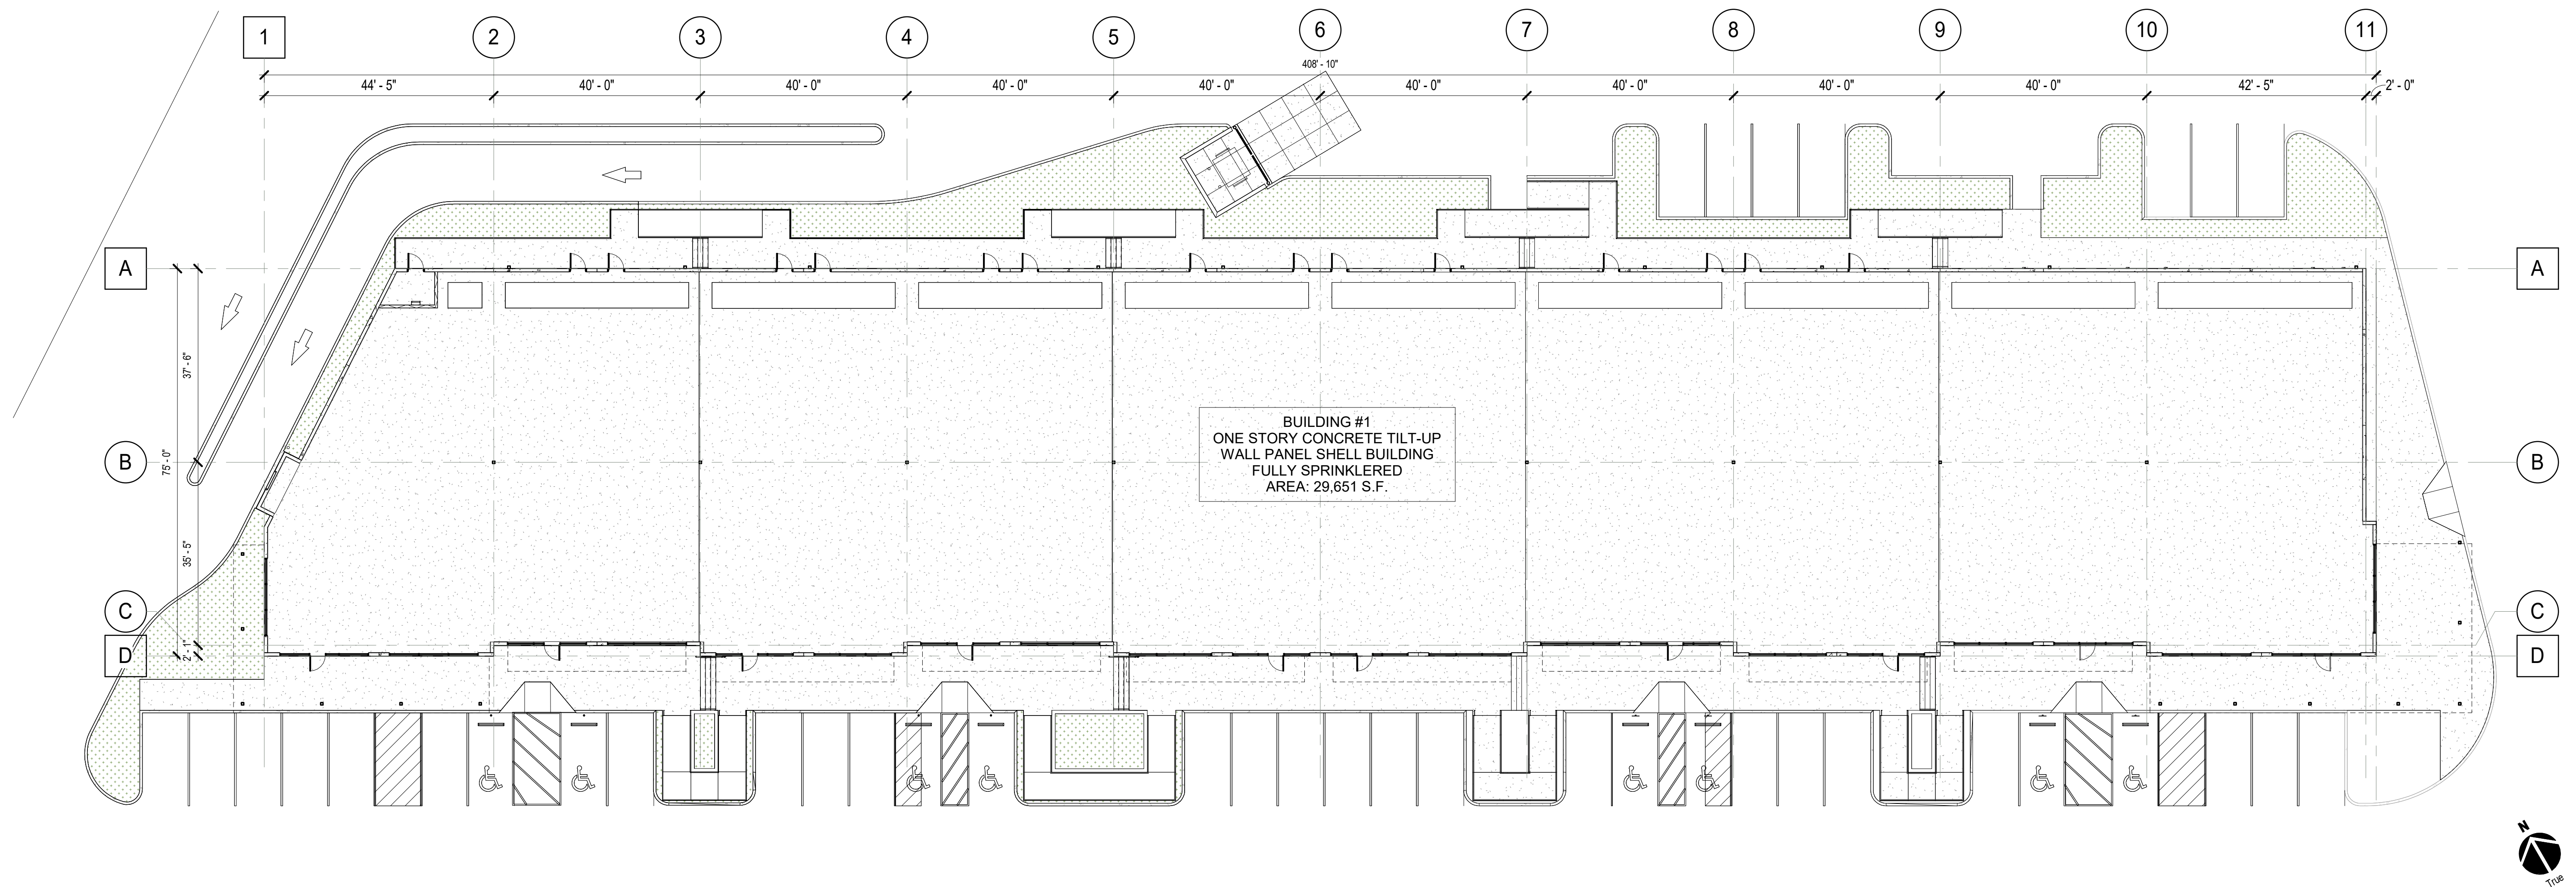 1 2 3 4 5 6 7 8 9 10 11
408' - 10"
44' - 5" 40' - 0" 40' - 0" 40' - 0" 40' - 0" 40' - 0" 40' - 0" 40' - 0" 40' - 0" 42' - 5" 2' - 0"
A A
37' - 6"
BUILDING #1
ONE STORY CONCRETE TILT-UP
WALL PANEL SHELL BUILDING
FULLY SPRINKLERED
AREA: 29,651 S.F.
B B
75' - 0"
35' - 5"
C C
2' - 1"
D D
N
True